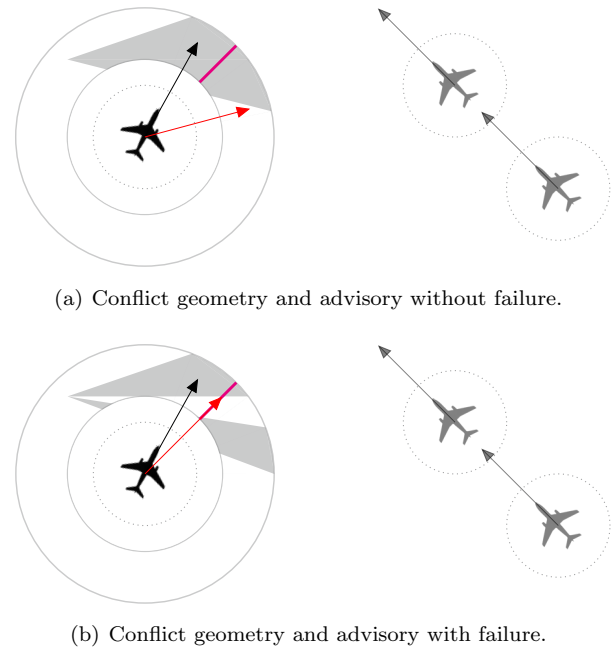 (a) Conflict geometry and advisory without failure.
(b) Conflict geometry and advisory with failure.